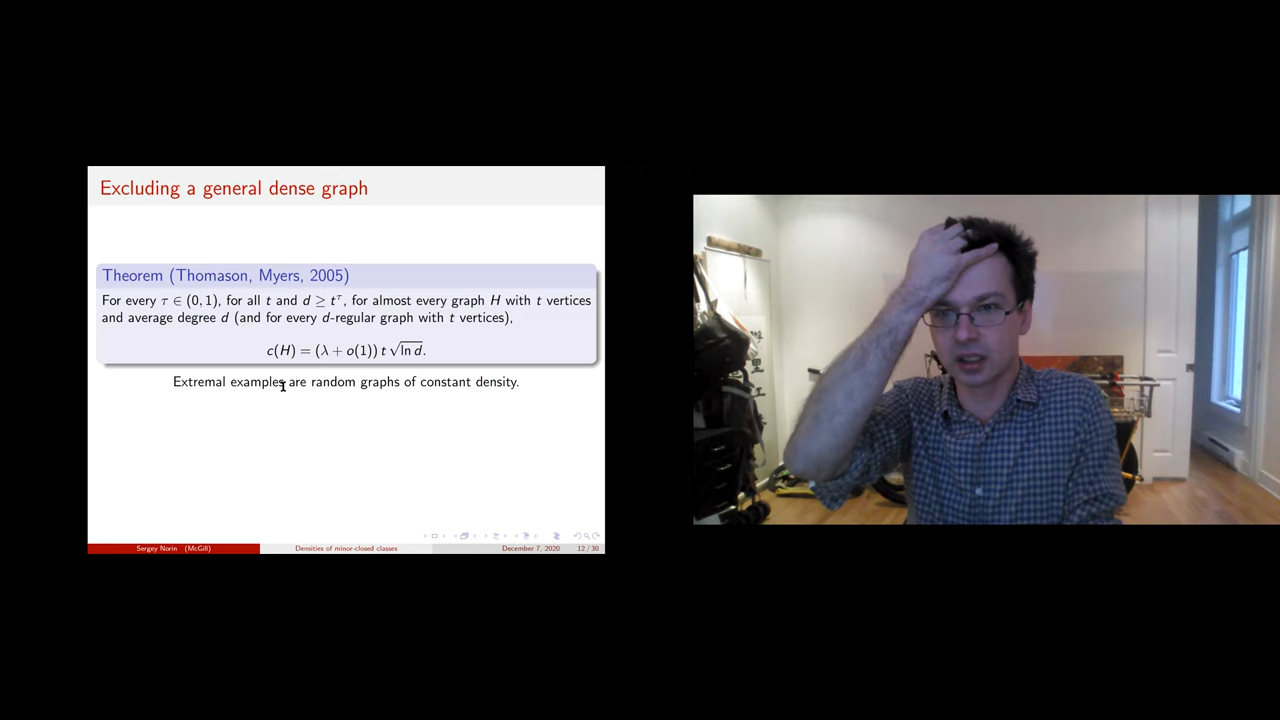 Excluding a general dense graph
Theorem (Thomason, Myers, 2005)
For every τ ∈ (0, 1), for all t and d ≥ t^τ, for almost every graph H with t vertices
and average degree d (and for every d-regular graph with t vertices),
c(H) = (λ + o(1)) t √ln d.
Extremal examples are random graphs of constant density.
Sergey Norin (McGill)
Densities of minor-closed classes
December 7, 2020
12 / 30